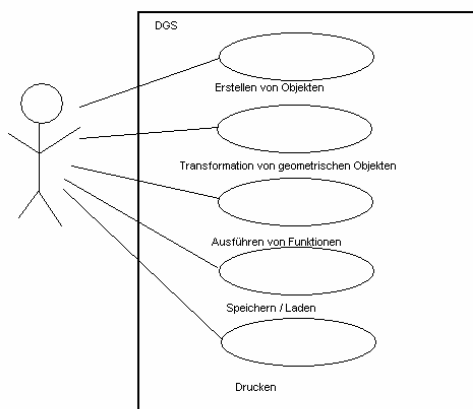 DGS
Erstellen von Objekten
Transformation von geometrischen Objekten
Ausführen von Funktionen
Speichern / Laden
Drucken